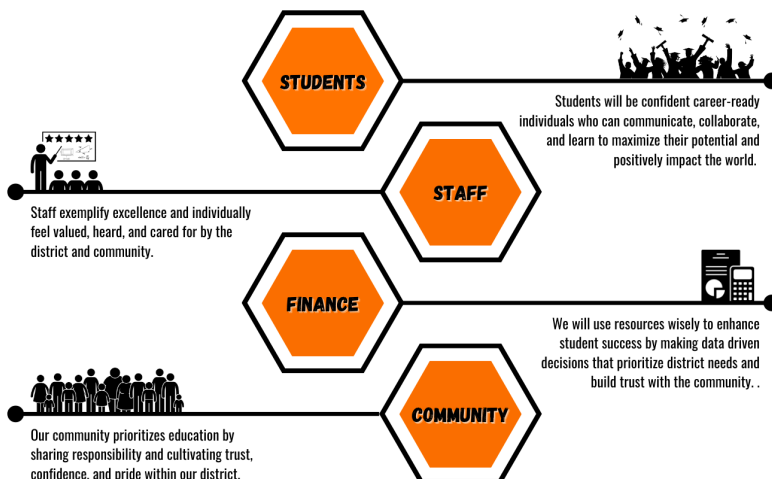 STUDENTS
Students will be confident career-ready
individuals who can communicate, collaborate,
and learn to maximize their potential and
positively impact the world.
STAFF
Staff exemplify excellence and individually
feel valued, heard, and cared for by the
district and community.
FINANCE
We will use resources wisely to enhance
student success by making data driven
decisions that prioritize district needs and
build trust with the community. .
COMMUNITY
Our community prioritizes education by
sharing responsibility and cultivating trust,
confidence, and pride within our district.